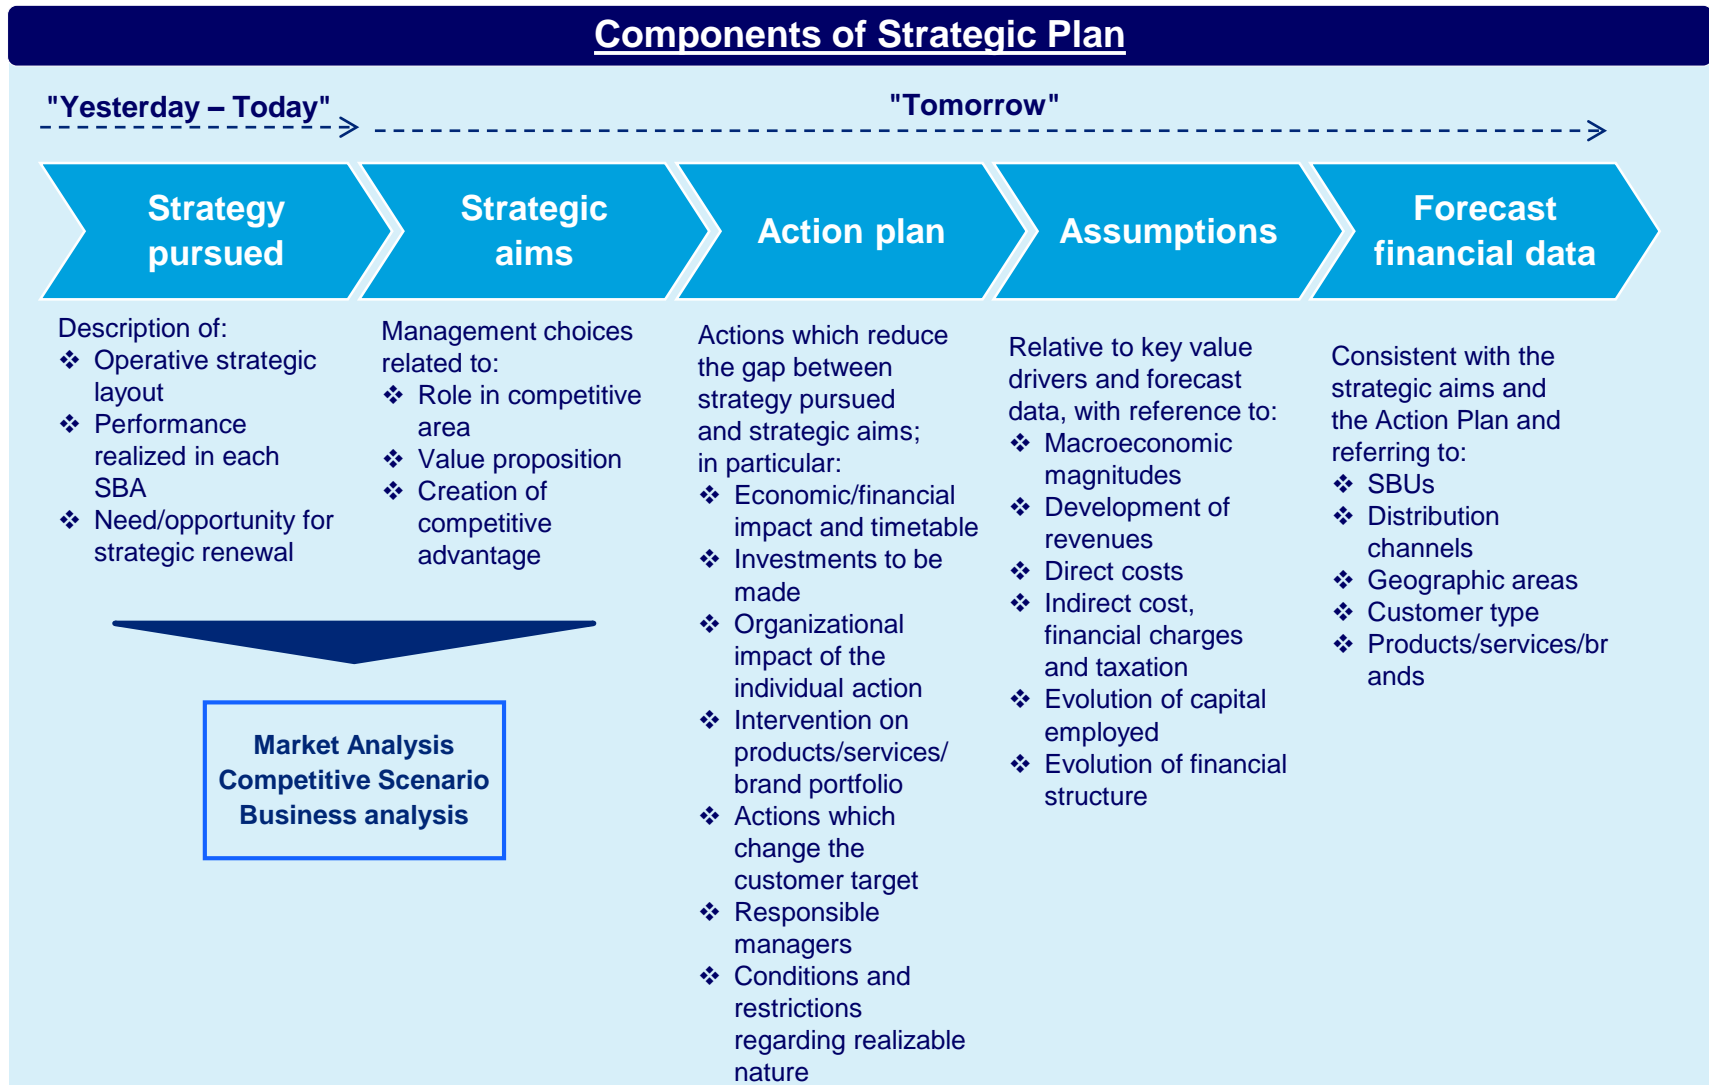 Components of Strategic Plan
"Yesterday – Today"
"Tomorrow"
Strategy
pursued
Strategic
aims
Action plan
Assumptions
Forecast
financial data
Description of:
❖ Operative strategic
layout
❖ Performance
realized in each
SBA
❖ Need/opportunity for
strategic renewal
Management choices
related to:
❖ Role in competitive
area
❖ Value proposition
❖ Creation of
competitive
advantage
Market Analysis
Competitive Scenario
Business analysis
Actions which reduce
the gap between
strategy pursued
and strategic aims;
in particular:
❖ Economic/financial
impact and timetable
❖ Investments to be
made
❖ Organizational
impact of the
individual action
❖ Intervention on
products/services/
brand portfolio
❖ Actions which
change the
customer target
❖ Responsible
managers
❖ Conditions and
restrictions
regarding realizable
nature
Relative to key value
drivers and forecast
data, with reference to:
❖ Macroeconomic
magnitudes
❖ Development of
revenues
❖ Direct costs
❖ Indirect cost,
financial charges
and taxation
❖ Evolution of capital
employed
❖ Evolution of financial
structure
Consistent with the
strategic aims and
the Action Plan and
referring to:
❖ SBUs
❖ Distribution
channels
❖ Geographic areas
❖ Customer type
❖ Products/services/br
ands